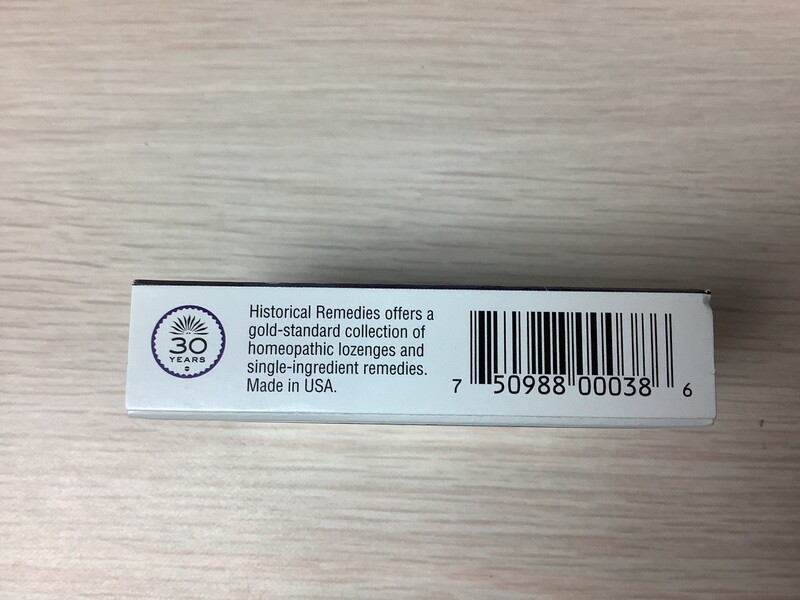 30
YEARS
Historical Remedies offers a
gold-standard collection of
homeopathic lozenges and
single-ingredient remedies.
Made in USA.
7 50988 00038 6